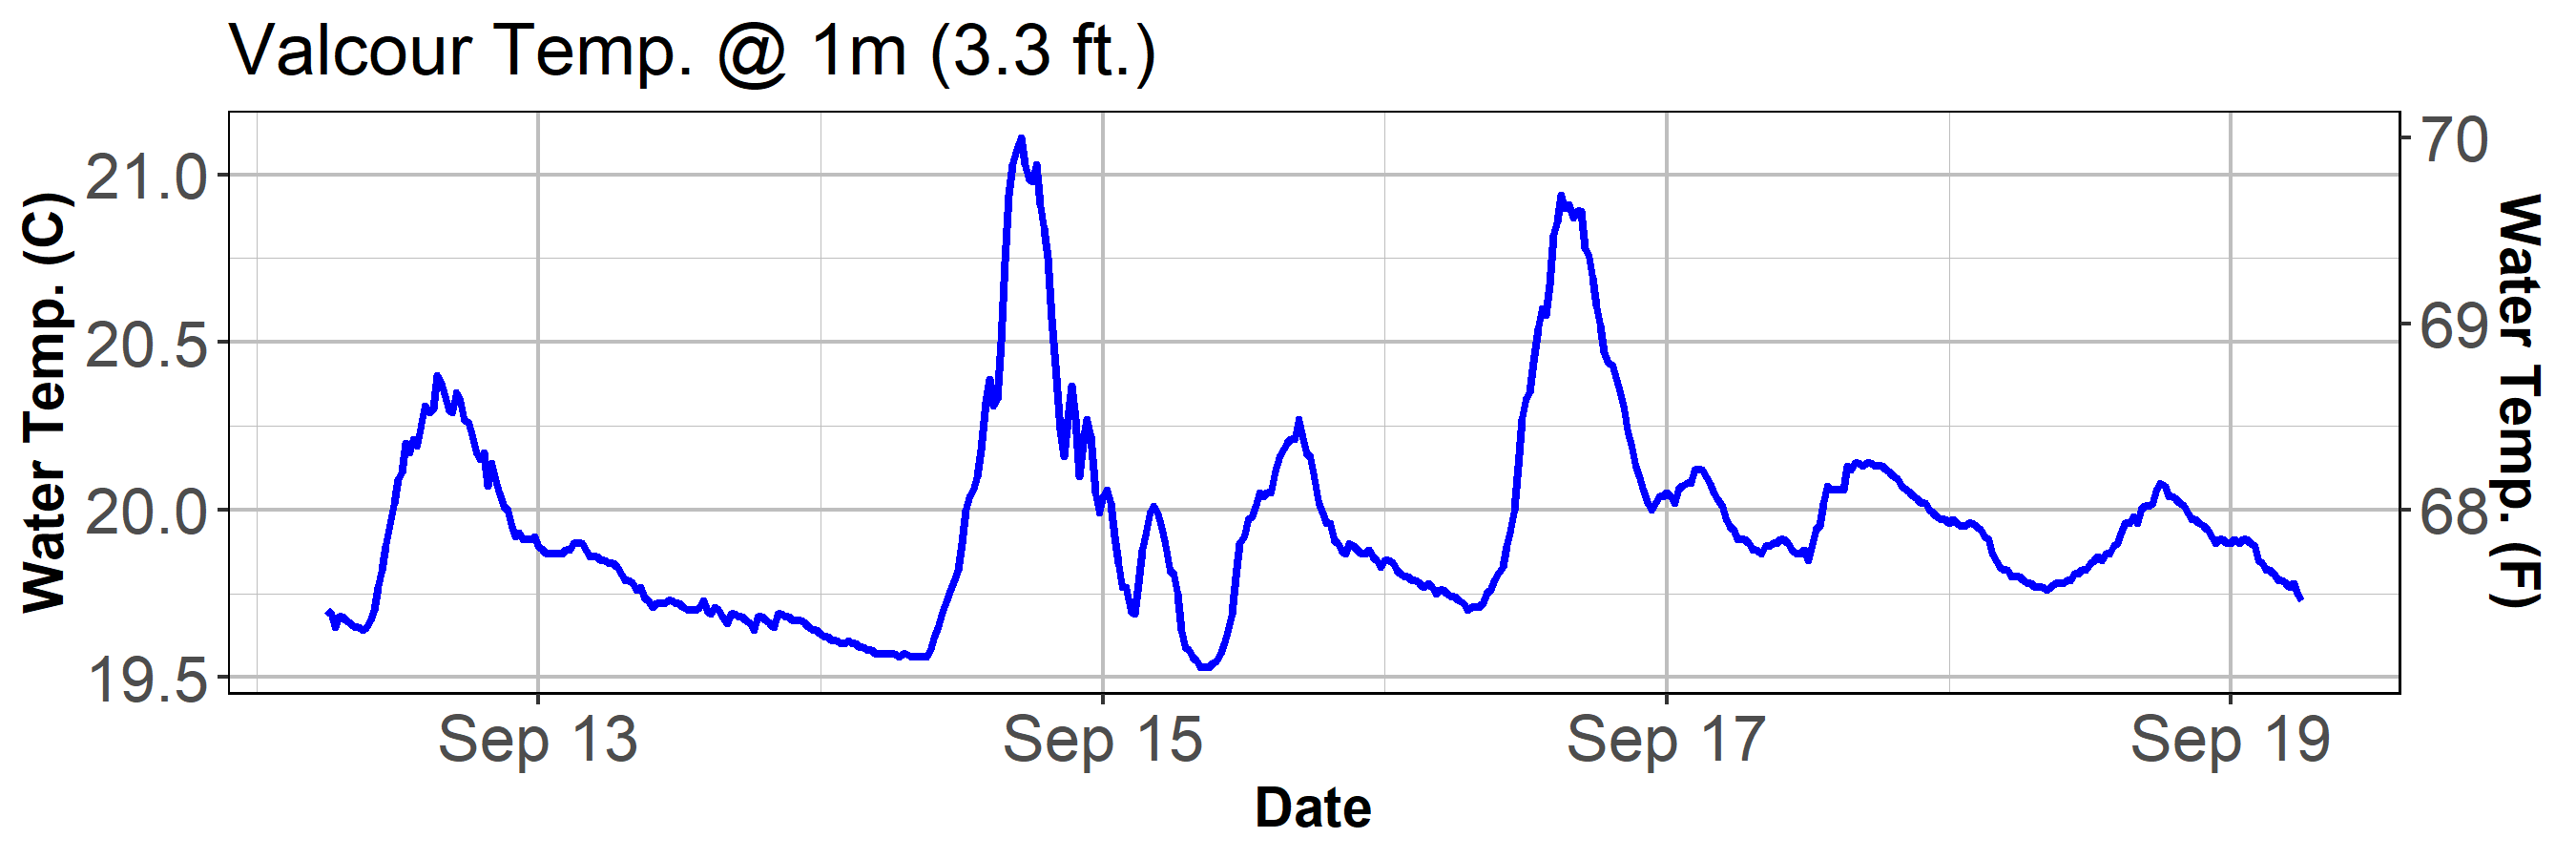 Valcour Temp. @ 1m (3.3 ft.)
Water Temp. (C)
21.0
20.5
20.0
19.5
70
69
68
Water Temp. (F)
Sep 13
Sep 15
Sep 17
Sep 19
Date